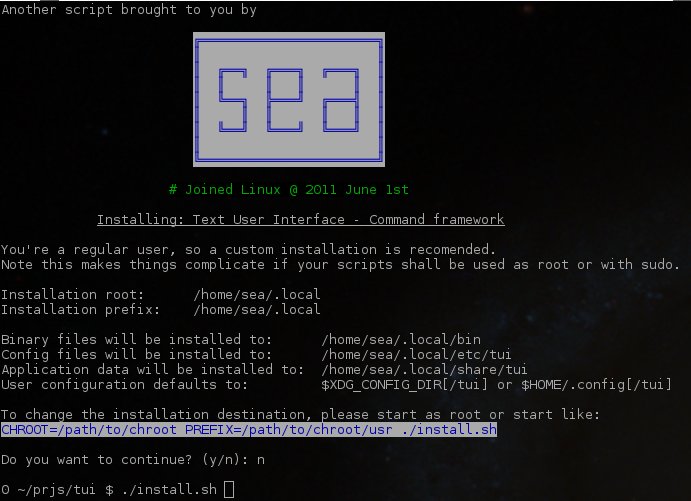 Another script brought to you by
sea
# Joined Linux @ 2011 June 1st
Installing: Text User Interface - Command framework
You're a regular user, so a custom installation is recomended.
Note this makes things complicate if your scripts shall be used as root or with sudo.
Installation root: /home/sea/.local
Installation prefix: /home/sea/.local
Binary files will be installed to: /home/sea/.local/bin
Config files will be installed to: /home/sea/.local/etc/tui
Application data will be installed to: /home/sea/.local/share/tui
User configuration defaults to: $XDG_CONFIG_DIR[/tui] or $HOME/.config[/tui]
To change the installation destination, please start as root or start like:
CHROOT=/path/to/chroot PREFIX=/path/to/chroot/usr ./install.sh
Do you want to continue? (y/n): n
0 ~/prjs/tui $ ./install.sh